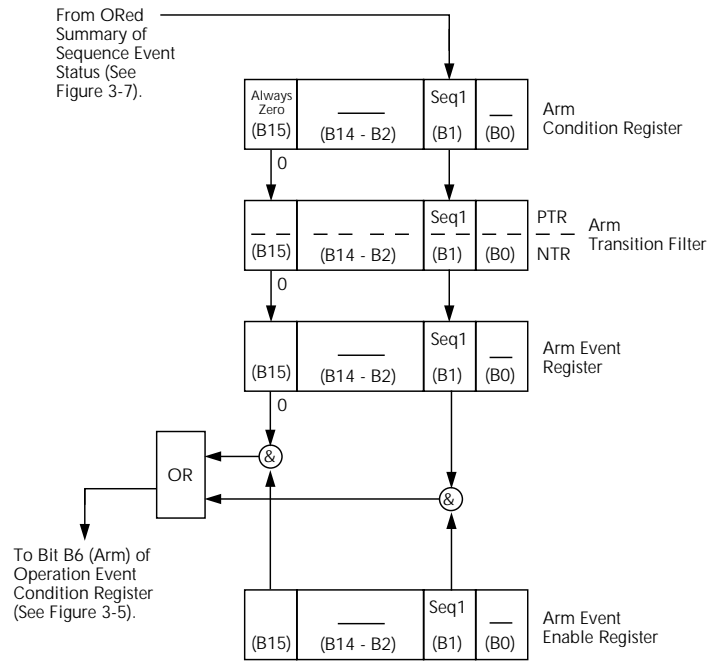 From ORed
Summary of
Sequence Event
Status (See
Figure 3-7).
Always
Zero
(B15)
(B14 - B2)
Seq1
(B1)
(B0)
Arm
Condition Register
0
(B15)
(B14 - B2)
Seq1
(B1)
(B0)
PTR
NTR
Arm
Transition Filter
0
(B15)
(B14 - B2)
Seq1
(B1)
(B0)
Arm Event
Register
0
&
OR
&
To Bit B6 (Arm) of
Operation Event
Condition Register
(See Figure 3-5).
(B15)
(B14 - B2)
Seq1
(B1)
(B0)
Arm Event
Enable Register